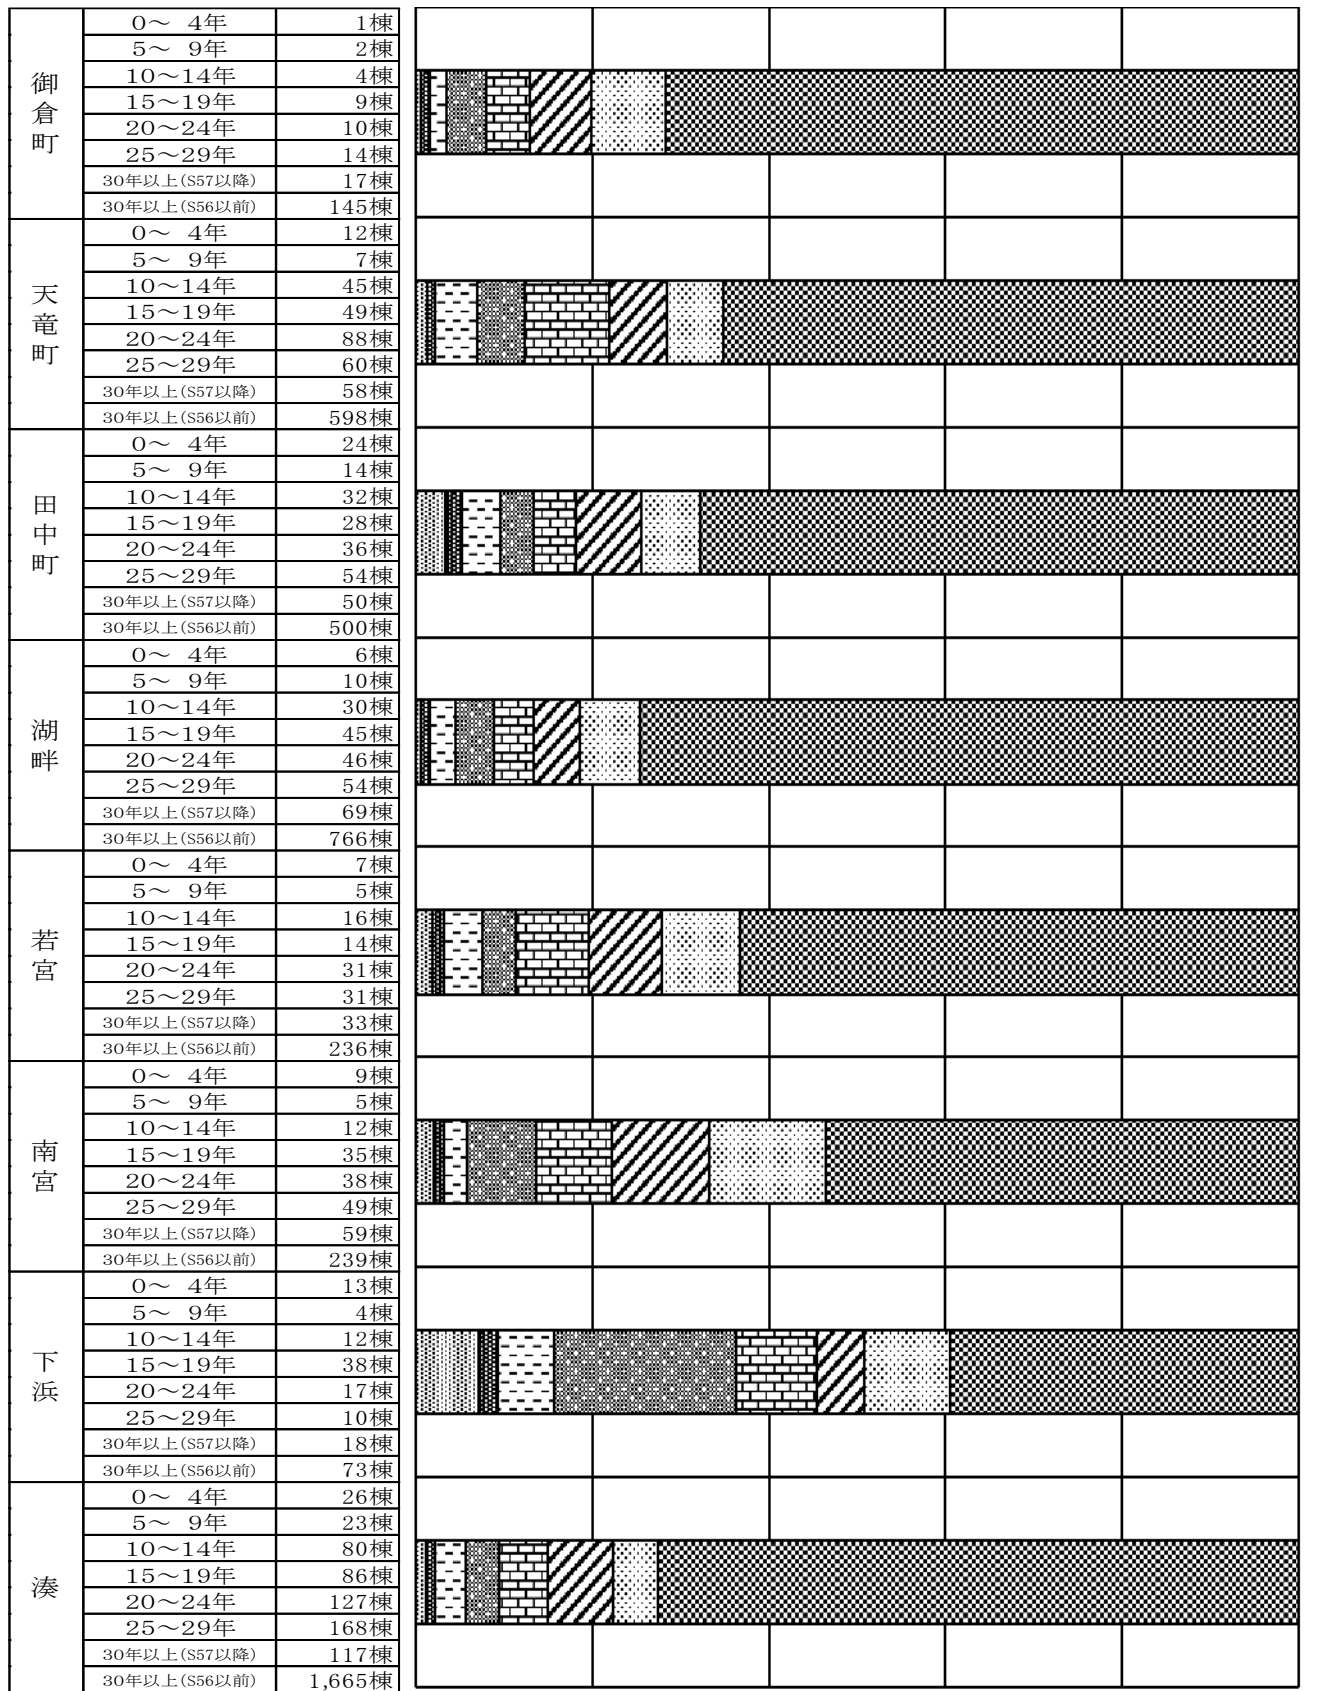 御倉町
0～ 4年 1棟
5～ 9年 2棟
10～14年 4棟
15～19年 9棟
20～24年 10棟
25～29年 14棟
30年以上(S57以降) 17棟
30年以上(S56以前) 145棟
天竜町
0～ 4年 12棟
5～ 9年 7棟
10～14年 45棟
15～19年 49棟
20～24年 88棟
25～29年 60棟
30年以上(S57以降) 58棟
30年以上(S56以前) 598棟
田中町
0～ 4年 24棟
5～ 9年 14棟
10～14年 32棟
15～19年 28棟
20～24年 36棟
25～29年 54棟
30年以上(S57以降) 50棟
30年以上(S56以前) 500棟
湖畔
0～ 4年 6棟
5～ 9年 10棟
10～14年 30棟
15～19年 45棟
20～24年 46棟
25～29年 54棟
30年以上(S57以降) 69棟
30年以上(S56以前) 766棟
若宮
0～ 4年 7棟
5～ 9年 5棟
10～14年 16棟
15～19年 14棟
20～24年 31棟
25～29年 31棟
30年以上(S57以降) 33棟
30年以上(S56以前) 236棟
南宮
0～ 4年 9棟
5～ 9年 5棟
10～14年 12棟
15～19年 35棟
20～24年 38棟
25～29年 49棟
30年以上(S57以降) 59棟
30年以上(S56以前) 239棟
下浜
0～ 4年 13棟
5～ 9年 4棟
10～14年 12棟
15～19年 38棟
20～24年 17棟
25～29年 10棟
30年以上(S57以降) 18棟
30年以上(S56以前) 73棟
湊
0～ 4年 26棟
5～ 9年 23棟
10～14年 80棟
15～19年 86棟
20～24年 127棟
25～29年 168棟
30年以上(S57以降) 117棟
30年以上(S56以前) 1,665棟